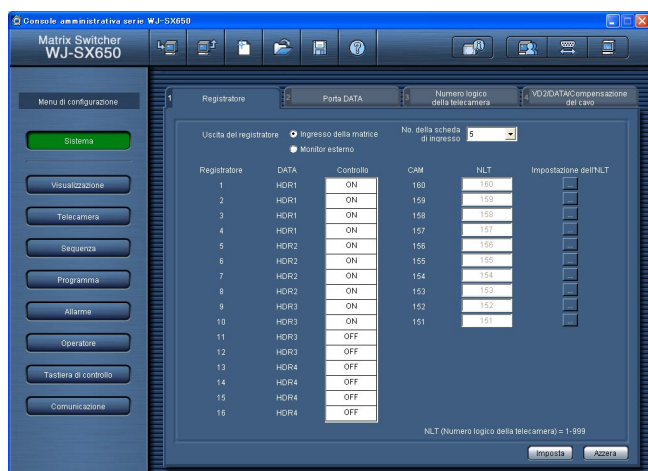 Console amministrativa serie WJ-SX650
Matrix Switcher
WJ-SX650
Menu di configurazione
Sistema
Visualizzazione
Telecamera
Sequenza
Programma
Allarme
Operatore
Tastiera di controllo
Comunicazione
1 Registratore
2 Porta DATA
3 Numero logico
della telecamera
4 VD2/DATA/Compensazione
del cavo
Uscita del registratore Ingresso della matrice
Monitor esterno
No. della scheda
di ingresso 5
Registratore DATA Controllo CAM NLT Impostazione dell'NLT
1 HDR1 ON 160 160 ...
2 HDR1 ON 159 159 ...
3 HDR1 ON 158 158 ...
4 HDR1 ON 157 157 ...
5 HDR2 ON 156 156 ...
6 HDR2 ON 155 155 ...
7 HDR2 ON 154 154 ...
8 HDR2 ON 153 153 ...
9 HDR3 ON 152 152 ...
10 HDR3 ON 151 151 ...
11 HDR3 OFF
12 HDR3 OFF
13 HDR4 OFF
14 HDR4 OFF
15 HDR4 OFF
16 HDR4 OFF
NLT (Numero logico della telecamera) = 1-999
Imposta Azzera